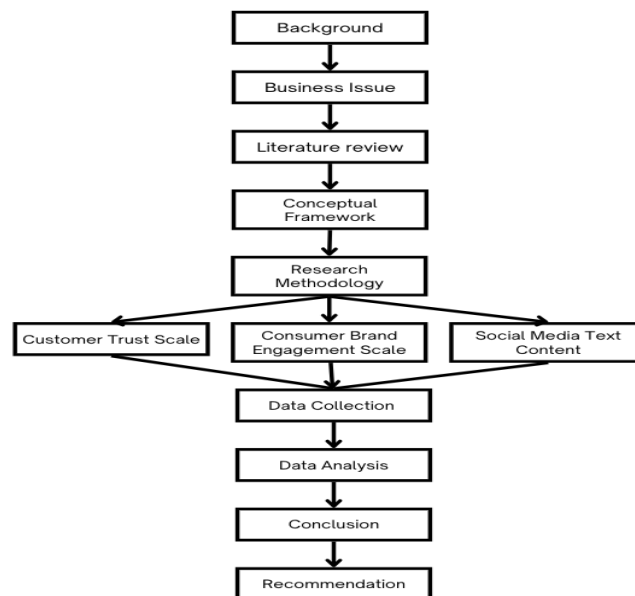 Background
Business Issue
Literature review
Conceptual
Framework
Research
Methodology
Customer Trust Scale
Consumer Brand
Engagement Scale
Social Media Text
Content
Data Collection
Data Analysis
Conclusion
Recommendation